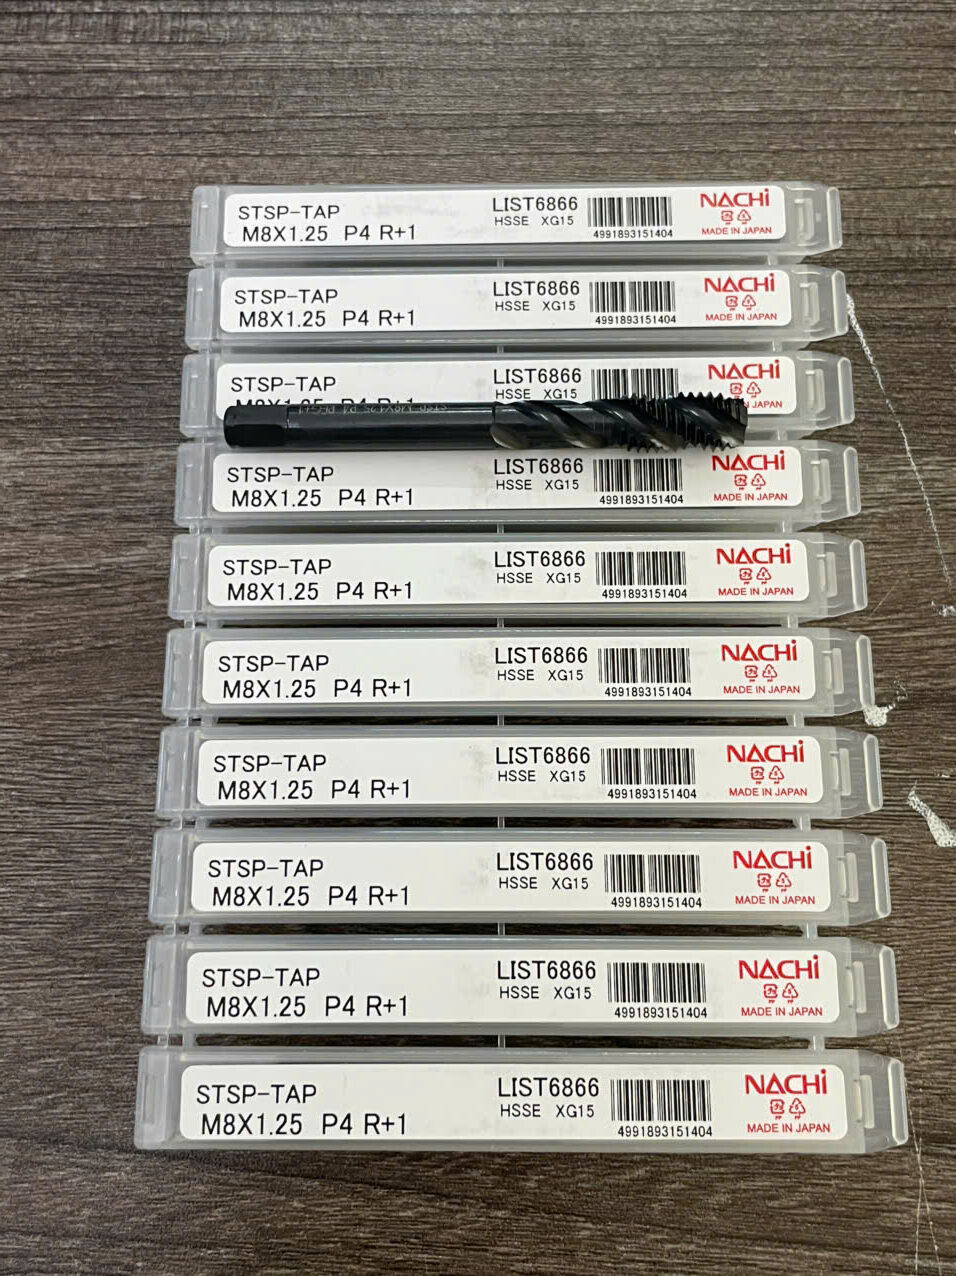 STSP-TAP
M8X1.25 P4 R+1
LIST6866
HSSE XG15
4991893151404
NACHi
MADE IN JAPAN
STSP-TAP
M8X1.25 P4 R+1
LIST6866
HSSE XG15
4991893151404
NACHi
MADE IN JAPAN
STSP-TAP
LIST6866
HSSE XG15
NACHi
STSP M8X1.25 P4
STSP-TAP
M8X1.25 P4 R+1
LIST6866
HSSE XG15
4991893151404
NACHi
MADE IN JAPAN
STSP-TAP
M8X1.25 P4 R+1
LIST6866
HSSE XG15
4991893151404
NACHi
MADE IN JAPAN
STSP-TAP
M8X1.25 P4 R+1
LIST6866
HSSE XG15
4991893151404
NACHi
MADE IN JAPAN
STSP-TAP
M8X1.25 P4 R+1
LIST6866
HSSE XG15
4991893151404
NACHi
MADE IN JAPAN
STSP-TAP
M8X1.25 P4 R+1
LIST6866
HSSE XG15
4991893151404
NACHi
MADE IN JAPAN
STSP-TAP
M8X1.25 P4 R+1
LIST6866
HSSE XG15
4991893151404
NACHi
MADE IN JAPAN
STSP-TAP
M8X1.25 P4 R+1
LIST6866
HSSE XG15
4991893151404
NACHi
MADE IN JAPAN